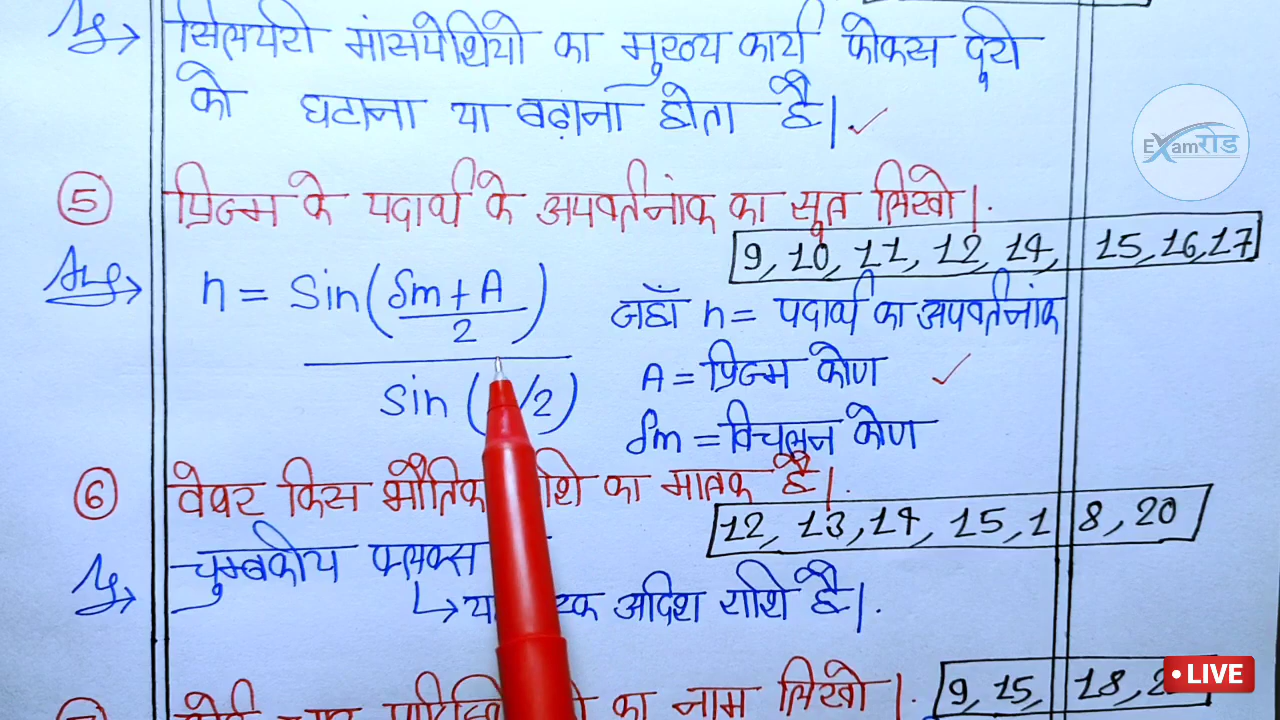 Ans → सिलियरी मांसपेशियो का मुख्य कार्य फोकस दूरी
को घटाना या बढ़ाना होता है।
Examरोड
⑤ प्रिज्म के पदार्थ के अपवर्तनांक का सूत्र लिखो।
9, 10, 11, 12, 14, 15, 16, 17
Ans → n = Sin(δm + A / 2)
sin ( /2)
जहाँ n = पदार्थ का अपवर्तनांक
A = प्रिज्म कोण
δm = विचलन कोण
⑥ वेबर किस भौतिक का मात्रक है।
12, 13, 14, 15, 18, 20
Ans → चुम्बकीय फ्लक्स
↳ अदिश राशि है।
LIVE
9, 15, 18,
का नाम लिखो।